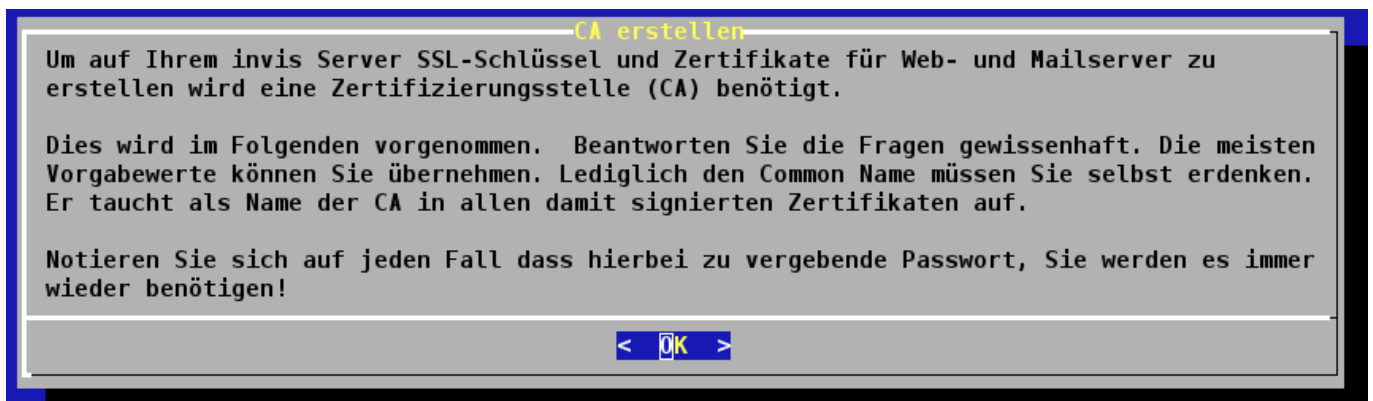 CA erstellen
Um auf Ihrem invis Server SSL-Schlüssel und Zertifikate für Web- und Mailserver zu
erstellen wird eine Zertifizierungsstelle (CA) benötigt.
Dies wird im Folgenden vorgenommen.  Beantworten Sie die Fragen gewissenhaft. Die meisten
Vorgabewerte können Sie übernehmen. Lediglich den Common Name müssen Sie selbst erdenken.
Er taucht als Name der CA in allen damit signierten Zertifikaten auf.
Notieren Sie sich auf jeden Fall dass hierbei zu vergebende Passwort, Sie werden es immer
wieder benötigen!
<  OK  >